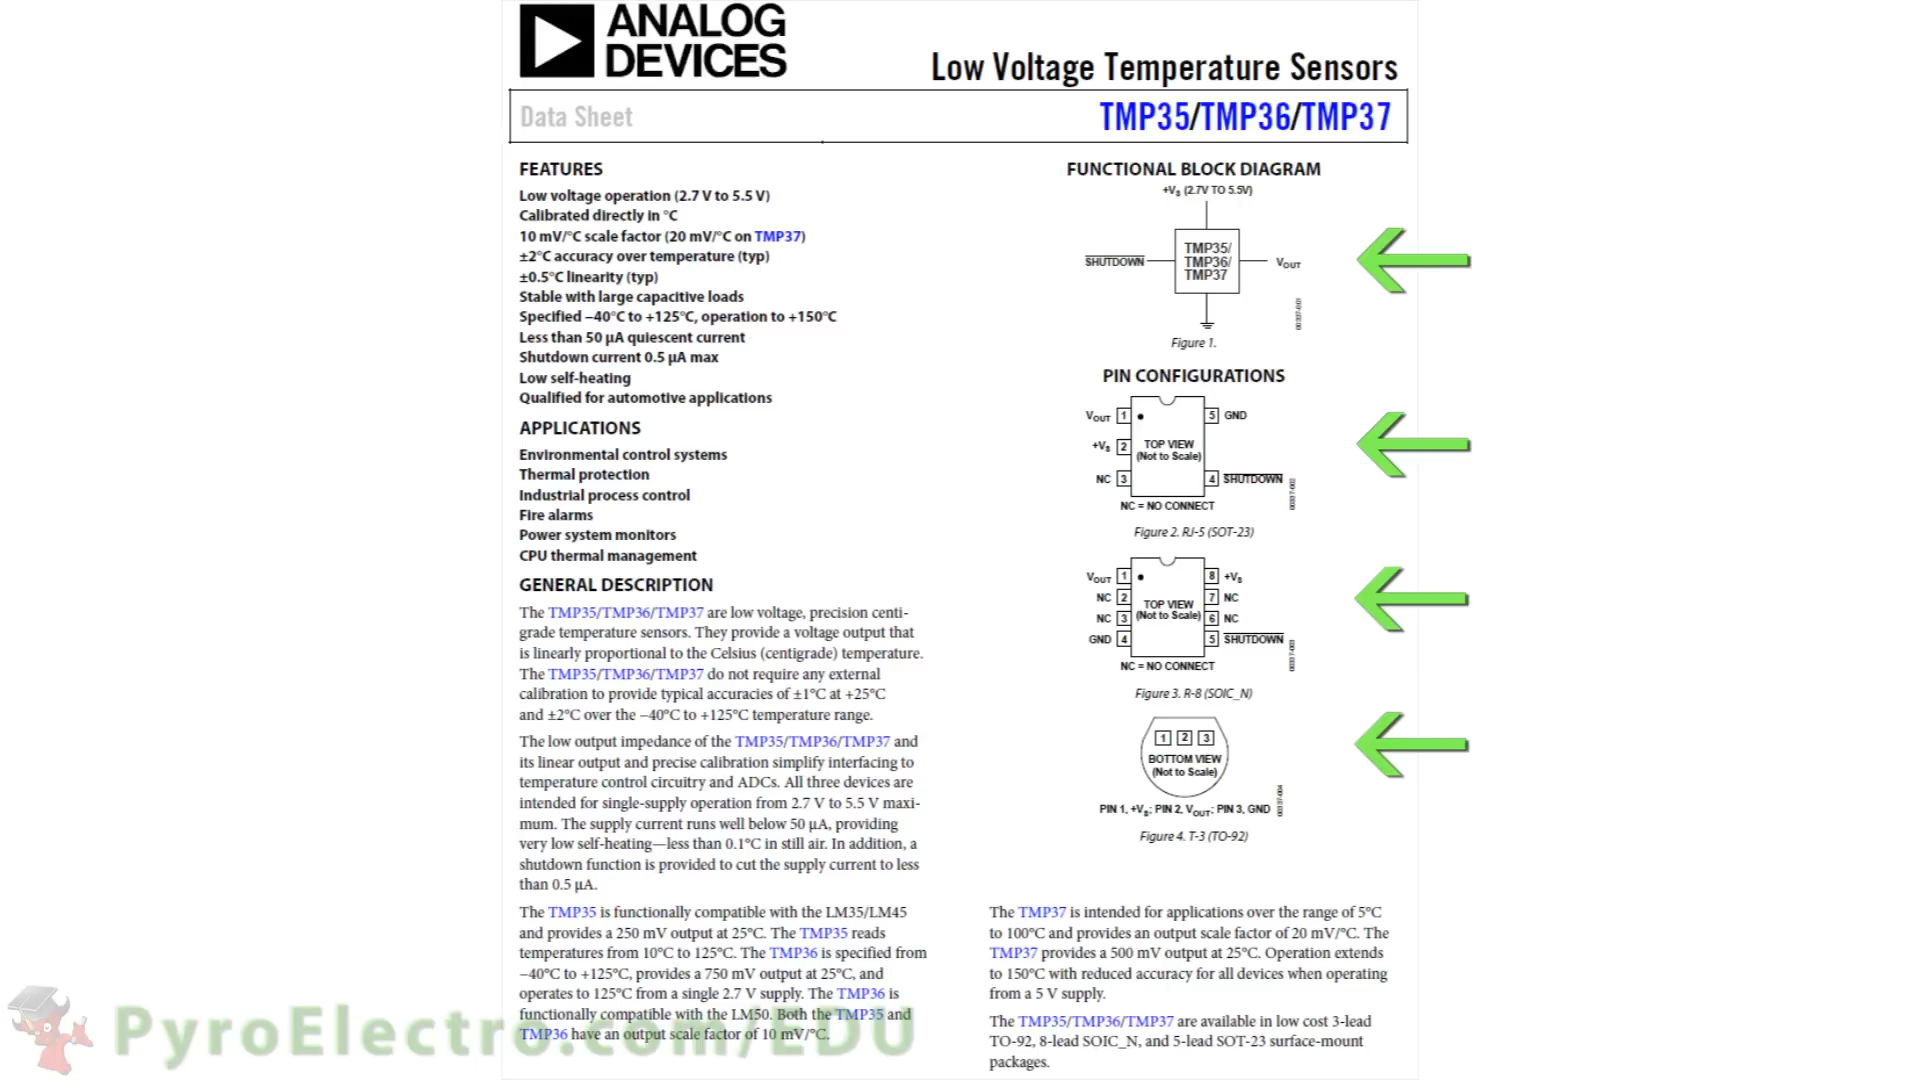 ANALOG
DEVICES
Low Voltage Temperature Sensors
Data Sheet
TMP35/TMP36/TMP37
FEATURES
Low voltage operation (2.7 V to 5.5 V)
Calibrated directly in °C
10 mV/°C scale factor (20 mV/°C on TMP37)
±2°C accuracy over temperature (typ)
±0.5°C linearity (typ)
Stable with large capacitive loads
Specified −40°C to +125°C, operation to +150°C
Less than 50 μA quiescent current
Shutdown current 0.5 μA max
Low self-heating
Qualified for automotive applications
APPLICATIONS
Environmental control systems
Thermal protection
Industrial process control
Fire alarms
Power system monitors
CPU thermal management
GENERAL DESCRIPTION
The TMP35/TMP36/TMP37 are low voltage, precision centi-
grade temperature sensors. They provide a voltage output that
is linearly proportional to the Celsius (centigrade) temperature.
The TMP35/TMP36/TMP37 do not require any external
calibration to provide typical accuracies of ±1°C at +25°C
and ±2°C over the −40°C to +125°C temperature range.
The low output impedance of the TMP35/TMP36/TMP37 and
its linear output and precise calibration simplify interfacing to
temperature control circuitry and ADCs. All three devices are
intended for single-supply operation from 2.7 V to 5.5 V maxi-
mum. The supply current runs well below 50 μA, providing
very low self-heating—less than 0.1°C in still air. In addition, a
shutdown function is provided to cut the supply current to less
than 0.5 μA.
The TMP35 is functionally compatible with the LM35/LM45
and provides a 250 mV output at 25°C. The TMP35 reads
temperatures from 10°C to 125°C. The TMP36 is specified from
−40°C to +125°C, provides a 750 mV output at 25°C, and
operates to 125°C from a single 2.7 V supply. The TMP36 is
functionally compatible with the LM50. Both the TMP35 and
TMP36 have an output scale factor of 10 mV/°C.
FUNCTIONAL BLOCK DIAGRAM
+VS (2.7V TO 5.5V)
SHUTDOWN
TMP35/
TMP36/
TMP37
VOUT
00337-001
Figure 1.
PIN CONFIGURATIONS
VOUT 1
5 GND
+VS 2
TOP VIEW
(Not to Scale)
NC 3
4 SHUTDOWN
NC = NO CONNECT
00337-002
Figure 2. RJ-5 (SOT-23)
VOUT 1
8 +VS
NC 2
7 NC
TOP VIEW
(Not to Scale)
NC 3
6 NC
GND 4
5 SHUTDOWN
NC = NO CONNECT
00337-003
Figure 3. R-8 (SOIC_N)
1 2 3
BOTTOM VIEW
(Not to Scale)
PIN 1, +VS; PIN 2, VOUT; PIN 3, GND
00337-004
Figure 4. T-3 (TO-92)
The TMP37 is intended for applications over the range of 5°C
to 100°C and provides an output scale factor of 20 mV/°C. The
TMP37 provides a 500 mV output at 25°C. Operation extends
to 150°C with reduced accuracy for all devices when operating
from a 5 V supply.
The TMP35/TMP36/TMP37 are available in low cost 3-lead
TO-92, 8-lead SOIC_N, and 5-lead SOT-23 surface-mount
packages.
PyroElectro.com/EDU